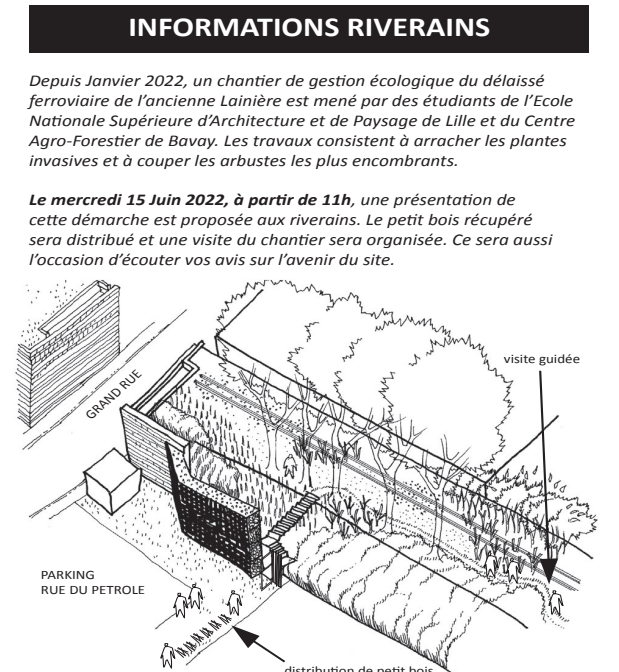 INFORMATIONS RIVERAINS
Depuis Janvier 2022, un chantier de gestion écologique du délaissé
ferroviaire de l'ancienne Lainière est mené par des étudiants de l'Ecole
Nationale Supérieure d'Architecture et de Paysage de Lille et du Centre
Agro-Forestier de Bavay. Les travaux consistent à arracher les plantes
invasives et à couper les arbustes les plus encombrants.
Le mercredi 15 Juin 2022, à partir de 11h, une présentation de
cette démarche est proposée aux riverains. Le petit bois récupéré
sera distribué et une visite du chantier sera organisée. Ce sera aussi
l'occasion d'écouter vos avis sur l'avenir du site.
visite guidée
GRAND RUE
PARKING
RUE DU PETROLE
distribution de petit bois